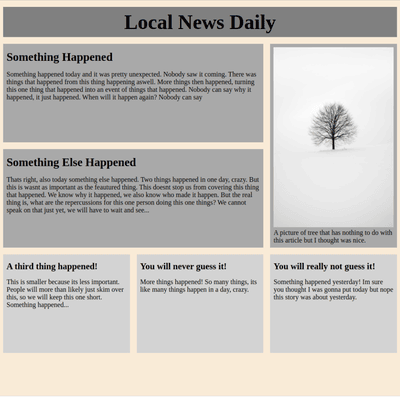 Local News Daily
Something Happened
Something happened today and it was pretty unexpected. Nobody saw it coming. There was
things that happened from this thing happening aswell. More things then happened, turning
this one thing that happened into an event of things that happened. Nobody can say why it
happened, it just happened. When will it happen again? Nobody can say
Something Else Happened
Thats right, also today something else happened. Two things happened in one day, crazy. But
this is wasnt as important as the feautured thing. This doesnt stop us from covering this thing
that happened. We know why it happened, we also know who made it happen. But the real
thing is, what are the repercussions for this one person doing this one things? We cannot
speak on that just yet, we will have to wait and see...
A picture of tree that has nothing to do with
this article but I thought was nice.
A third thing happened!
This is smaller because its less important.
People will more than likely just skim over
this, so we will keep this one short.
Something happened...
You will never guess it!
More things happened! So many things, its
like many things happen in a day, crazy.
You will really not guess it!
Something happened yesterday! Im sure
you thought I was gonna put today but nope
this story was about yesterday.